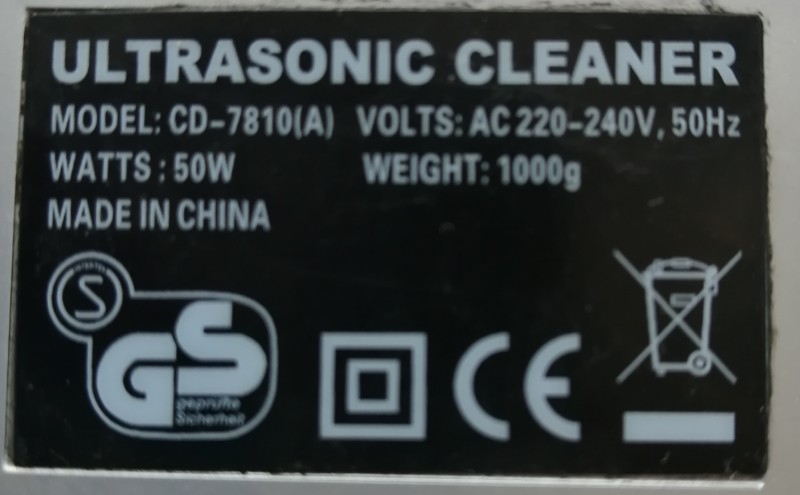 ULTRASONIC CLEANER
MODEL: CD-7810(A) VOLTS: AC 220-240V, 50Hz
WATTS : 50W WEIGHT: 1000g
MADE IN CHINA
INTERTEK
S
GS
geprüfte
Sicherheit
CE